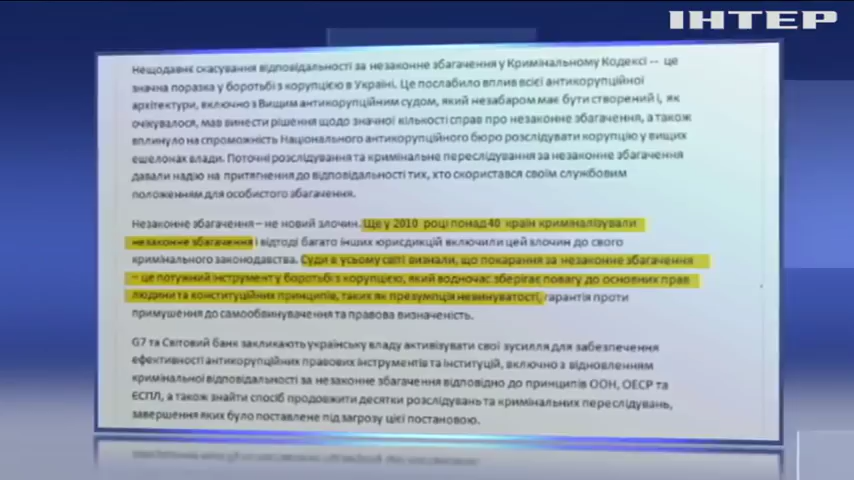 ІНТЕР
Нещодавнє скасування відповідальності за незаконне збагачення у Кримінальному Кодексі -- це
значна поразка у боротьбі з корупцією в Україні. Це послабило вплив всієї антикорупційної
архітектури, включно з Вищим антикорупційним судом, який незабаром має бути створений і, як
очікувалося, мав винести рішення щодо значної кількості справ про незаконне збагачення, а також
вплинуло на спроможність Національного антикорупційного бюро розслідувати корупцію у вищих
ешелонах влади. Поточні розслідування та кримінальне переслідування за незаконне збагачення
давали надію на притягнення до відповідальності тих, хто скористався своїм службовим
положенням для особистого збагачення.
Незаконне збагачення – не новий злочин. Ще у 2010 році понад 40 країн криміналізували
незаконне збагачення і відтоді багато інших юрисдикцій включили цей злочин до свого
кримінального законодавства. Суди в усьому світі визнали, що покарання за незаконне збагачення
– це потужний інструмент у боротьбі з корупцією, який водночас зберігає повагу до основних прав
людини та конституційних принципів, таких як презумпція невинуватості, гарантія проти
примушення до самообвинувачення та правова визначеність.
G7 та Світовий банк закликають українську владу активізувати свої зусилля для забезпечення
ефективності антикорупційних правових інструментів та інституцій, включно з відновленням
кримінальної відповідальності за незаконне збагачення відповідно до принципів ООН, ОЕСР та
ЄСПЛ, а також знайти спосіб продовжити десятки розслідувань та кримінальних переслідувань,
завершення яких було поставлене під загрозу цією постановою.